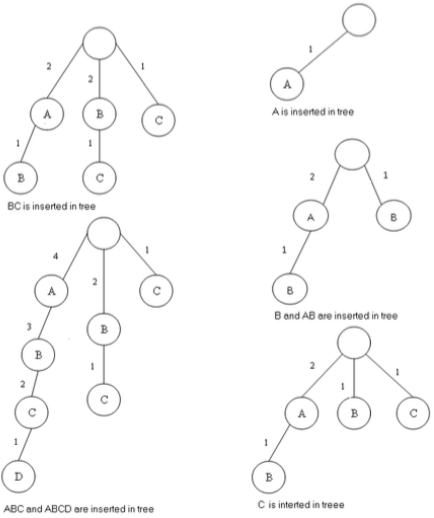 2
2
1
A
B
C
1
1
B
C
BC is inserted in tree
1
A
A is inserted in tree
2
1
A
B
1
B
B and AB are inserted in tree
4
2
1
A
C
3
B
B
2
1
C
C
1
D
ABC and ABCD are inserted in tree
2
1
1
A
B
C
1
B
C is interted in treee